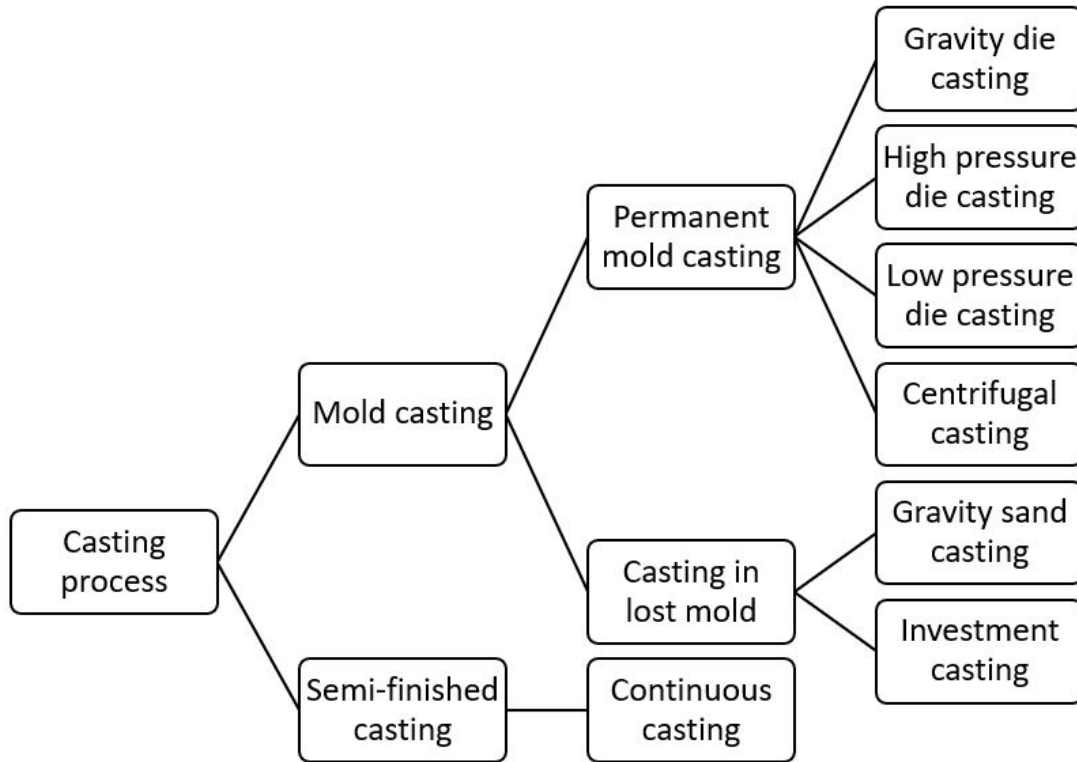 Gravity die
casting
High pressure
die casting
Permanent
mold casting
Low pressure
die casting
Mold casting
Centrifugal
casting
Casting
process
Gravity sand
casting
Casting in
lost mold
Investment
casting
Semi-finished
casting
Continuous
casting